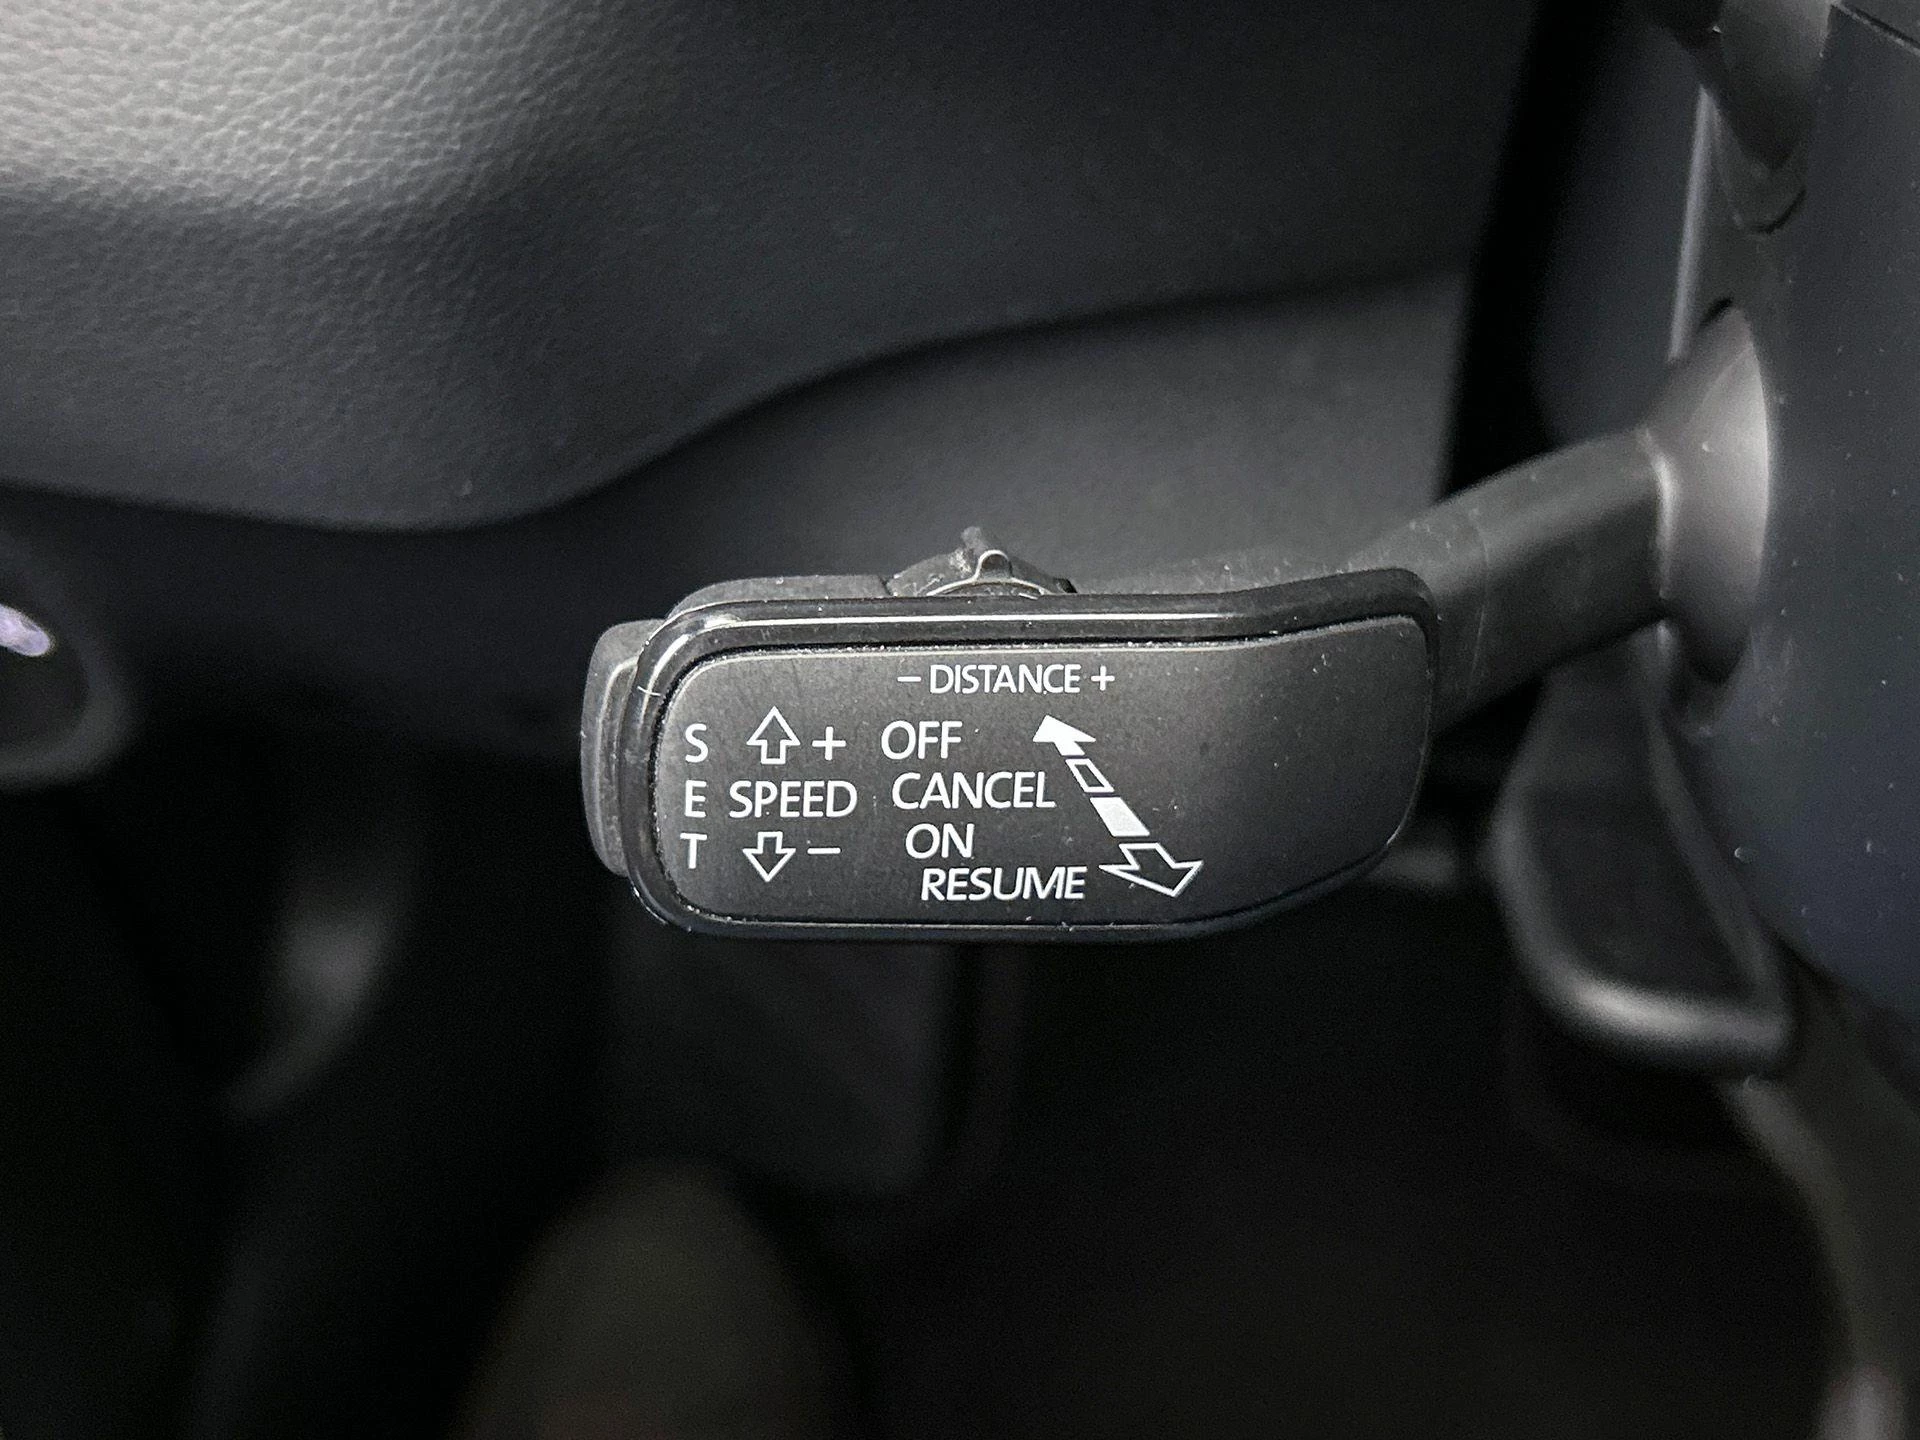 − DISTANCE +
S + OFF
E SPEED CANCEL
T − ON
RESUME